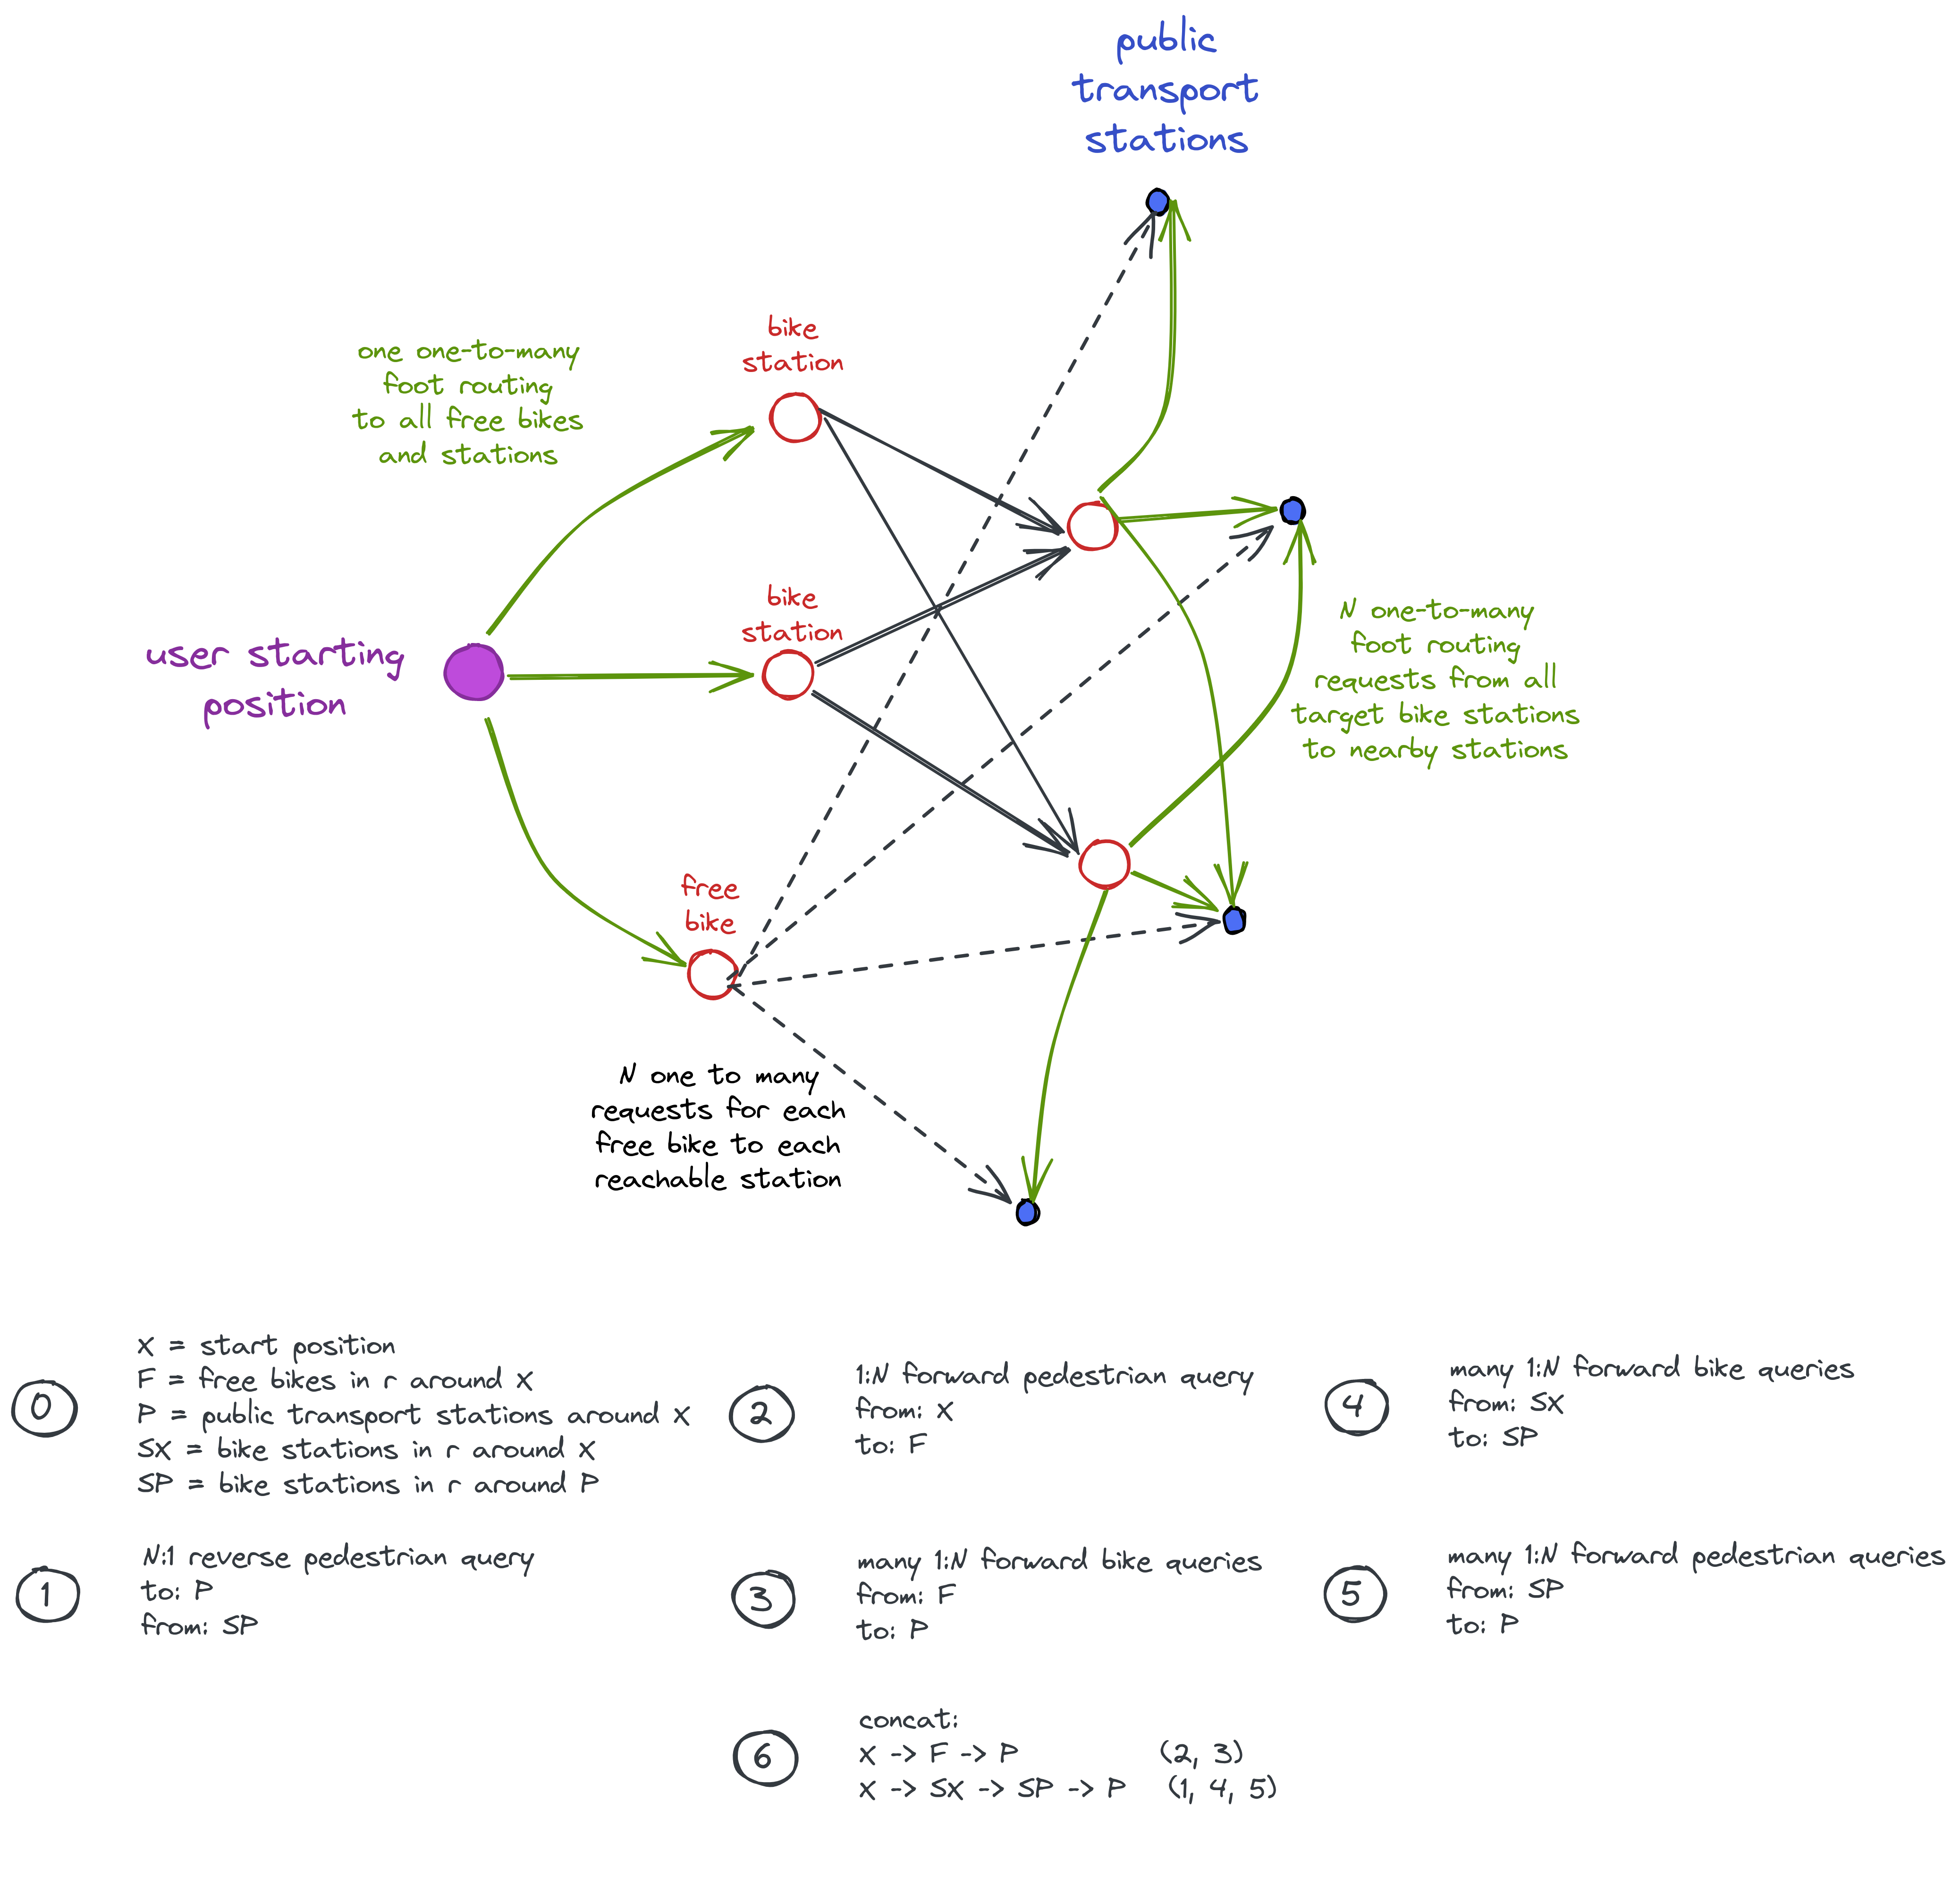 public
transport
stations
bike
station
one one-to-many
foot routing
to all free bikes
and stations
bike
station
N one-to-many
foot routing
requests from all
target bike stations
to nearby stations
user starting
position
free
bike
N one to many
requests for each
free bike to each
reachable station
0
X = start position
F = free bikes in r around X
P = public transport stations around X
SX = bike stations in r around X
SP = bike stations in r around P
2
1:N forward pedestrian query
from: X
to: F
4
many 1:N forward bike queries
from: SX
to: SP
1
N:1 reverse pedestrian query
to: P
from: SP
3
many 1:N forward bike queries
from: F
to: P
5
many 1:N forward pedestrian queries
from: SP
to: P
6
concat:
X -> F -> P (2, 3)
X -> SX -> SP -> P (1, 4, 5)